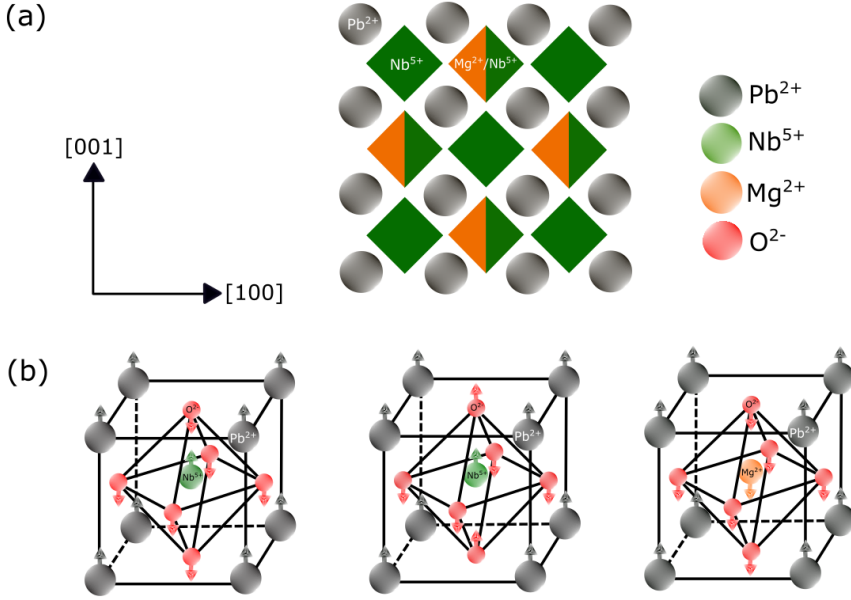 (a)
Pb²⁺
Nb⁵⁺
Mg²⁺/Nb⁵⁺
[001]
[100]
Pb²⁺
Nb⁵⁺
Mg²⁺
O²⁻
(b)
O²⁻
Pb²⁺
Nb⁵⁺
O²⁻
Pb²⁺
Nb⁵⁺
O²⁻
Pb²⁺
Mg²⁺